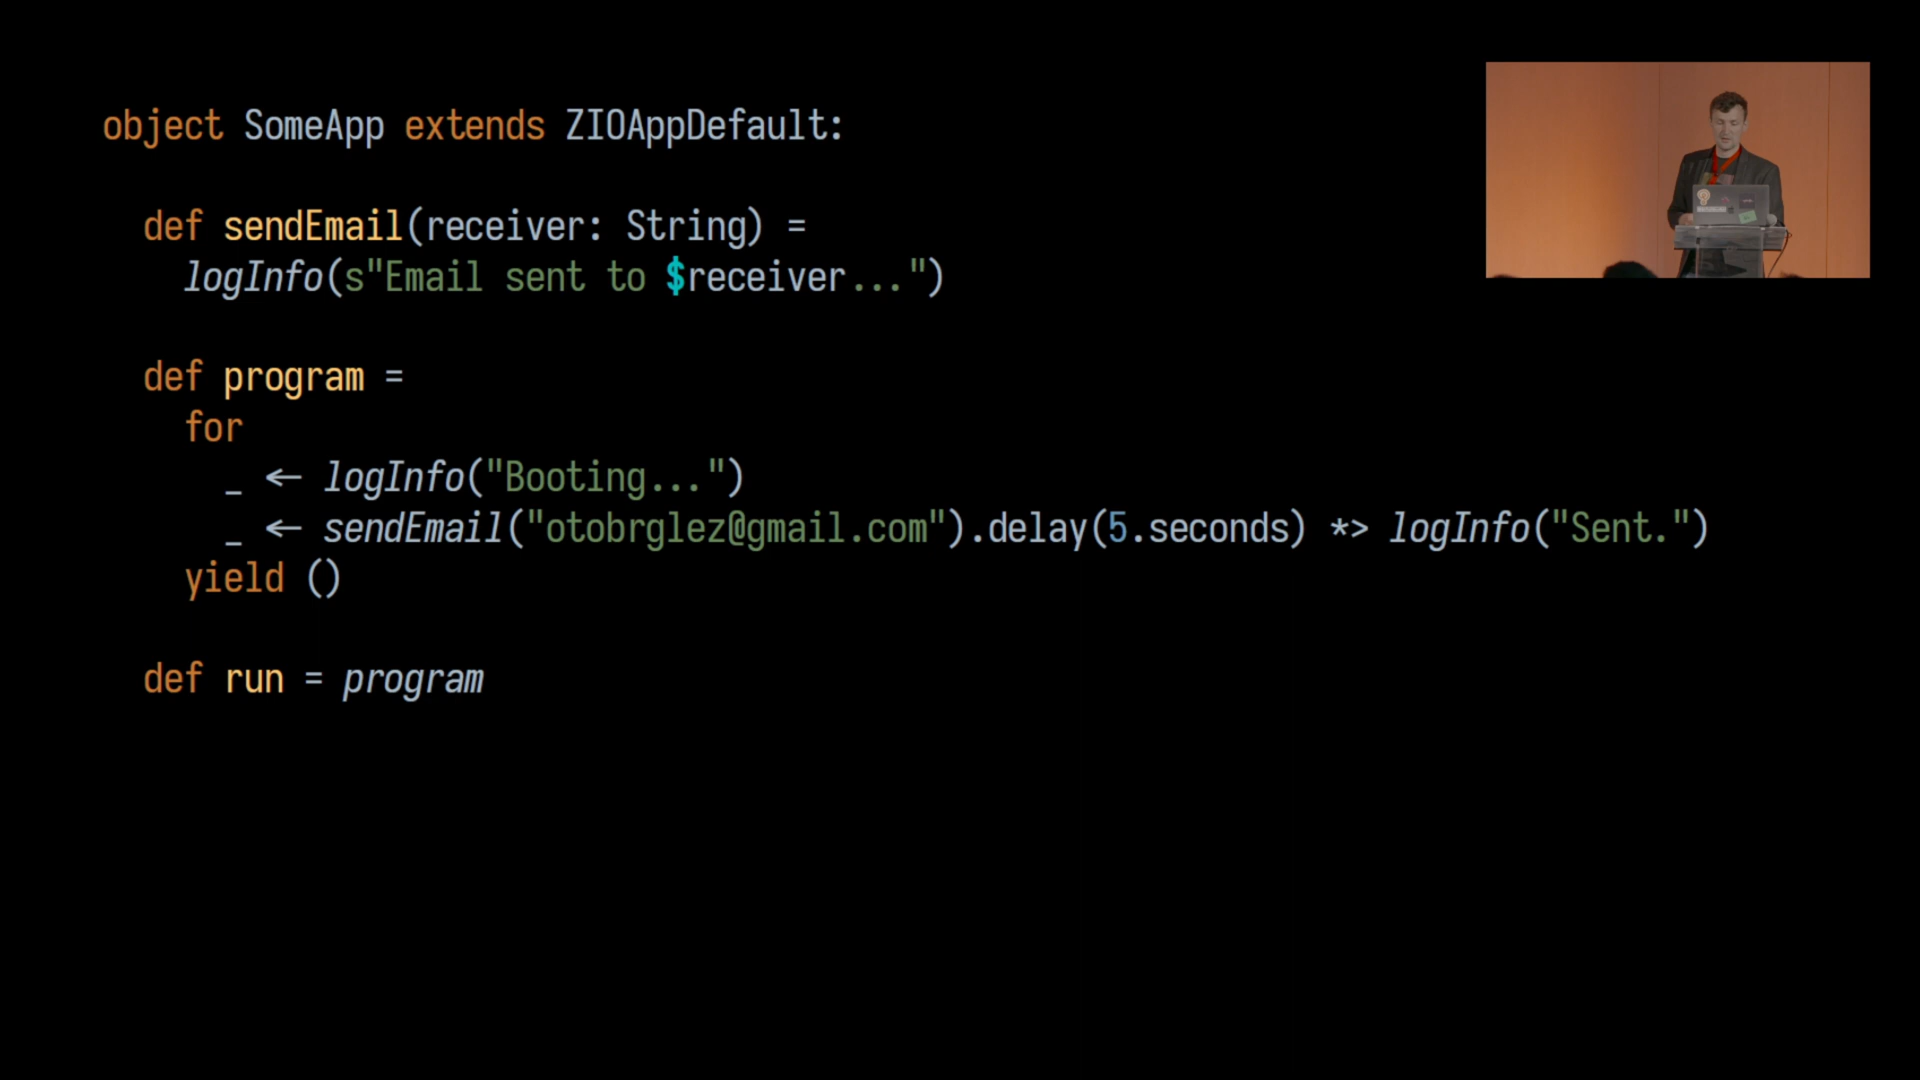 object SomeApp extends ZIOAppDefault:
def sendEmail(receiver: String) =
logInfo(s"Email sent to $receiver...")
def program =
for
_ <- logInfo("Booting...")
_ <- sendEmail("otobrglez@gmail.com").delay(5.seconds) *> logInfo("Sent.")
yield ()
def run = program